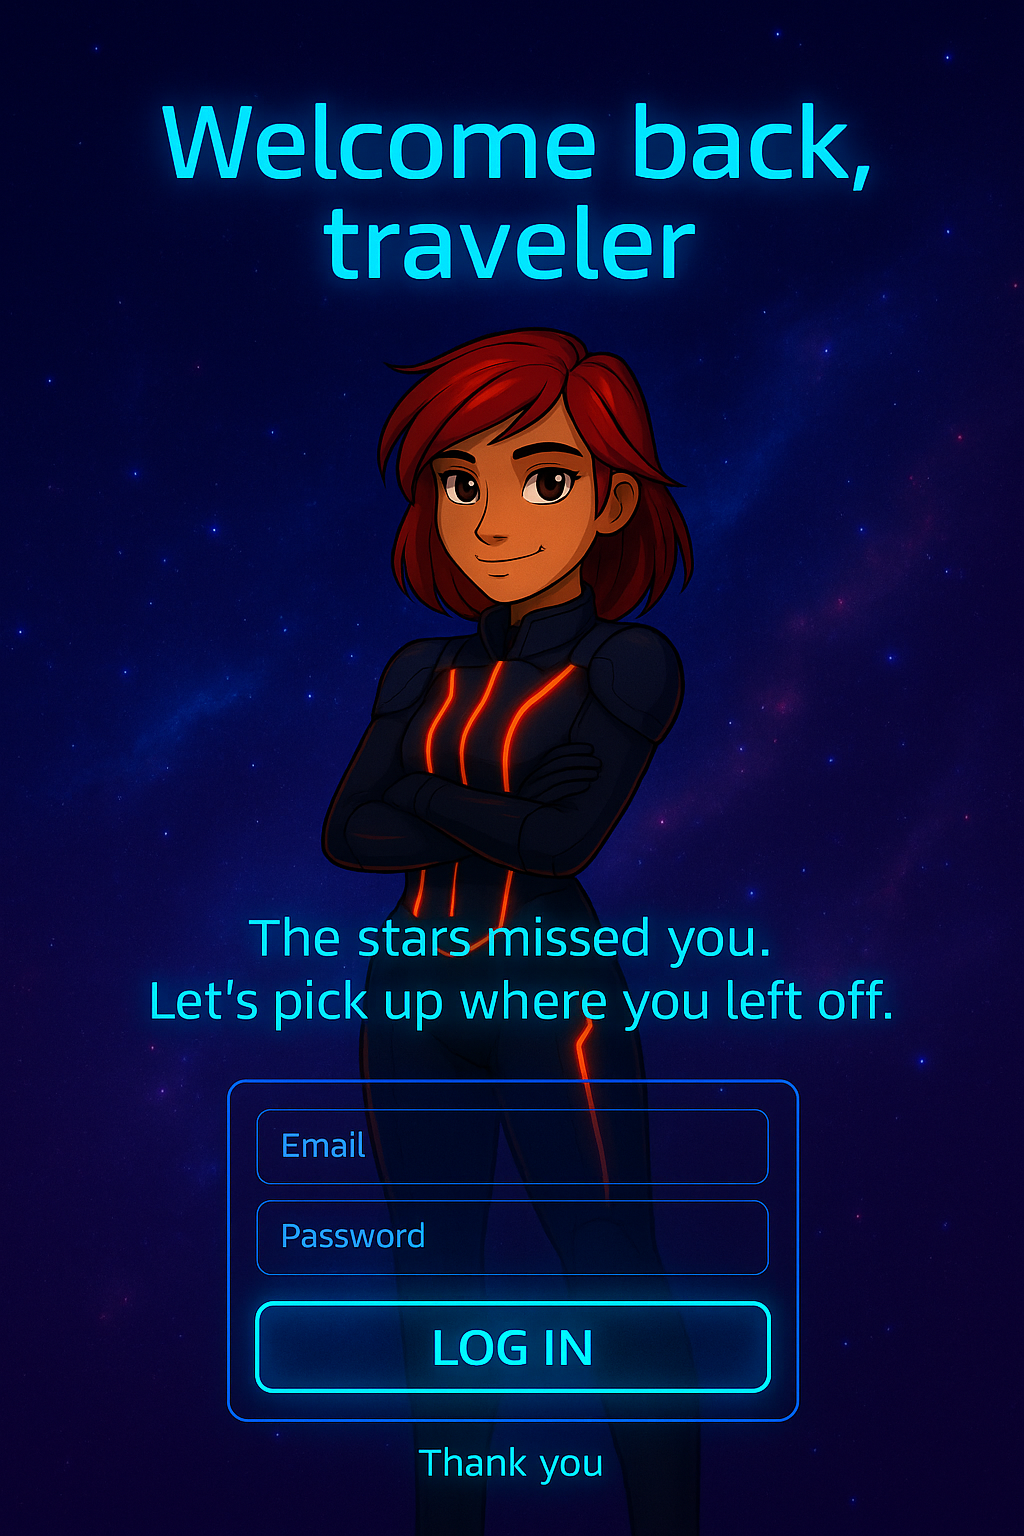 Welcome back,
traveler
The stars missed you.
Let's pick up where you left off.
Email
Password
LOG IN
Thank you